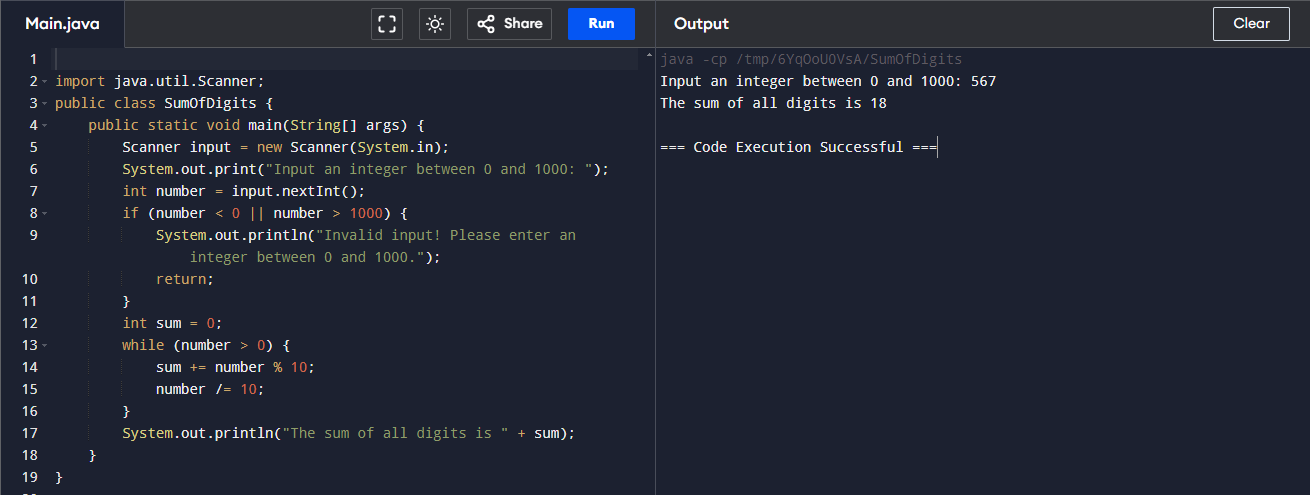 Main.java
Share
Run
Output
Clear
1
2 import java.util.Scanner;
3 public class SumOfDigits {
4 public static void main(String[] args) {
5 Scanner input = new Scanner(System.in);
6 System.out.print("Input an integer between 0 and 1000: ");
7 int number = input.nextInt();
8 if (number < 0 || number > 1000) {
9 System.out.println("Invalid input! Please enter an
integer between 0 and 1000.");
10 return;
11 }
12 int sum = 0;
13 while (number > 0) {
14 sum += number % 10;
15 number /= 10;
16 }
17 System.out.println("The sum of all digits is " + sum);
18 }
19 }
java -cp /tmp/6YqOoU0VsA/SumOfDigits
Input an integer between 0 and 1000: 567
The sum of all digits is 18
=== Code Execution Successful ===